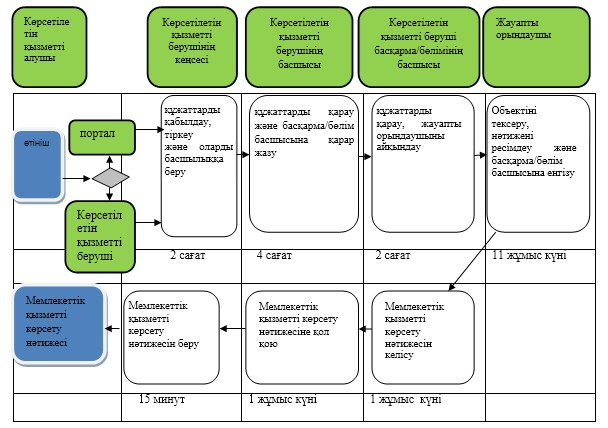 Көрсетіле
тін
қызметті
алушы
Көрсетілетін
қызметті
берушінің
кеңсесі
Көрсетілетін
қызметті
берушінің
басшысы
Көрсетілетін
қызметті беруші
басқарма/бөлімінің
басшысы
Жауапты
орындаушы
өтініш
портал
Көрсетіл
етін
қызметті
беруші
құжаттарды
қабылдау,
тіркеу
және оларды
басшылыққа
беру
құжаттарды қарау
және басқарма/бөлім
басшысына қарар
жазу
құжаттарды
қарау, жауапты
орындаушыны
айқындау
Объектіні
тексеру,
нәтижені
ресімдеу және
басқарма/бөлім
басшысына енгізу
2 сағат
4 сағат
2 сағат
11 жұмыс күні
Мемлекеттік
қызметті
көрсету
нәтижесі
Мемлекеттік
қызметті
көрсету
нәтижесін беру
Мемлекеттік
қызметті көрсету
нәтижесіне қол
қою
Мемлекеттік
қызметті
көрсету
нәтижесін
келісу
15 минут
1 жұмыс күні
1 жұмыс күні